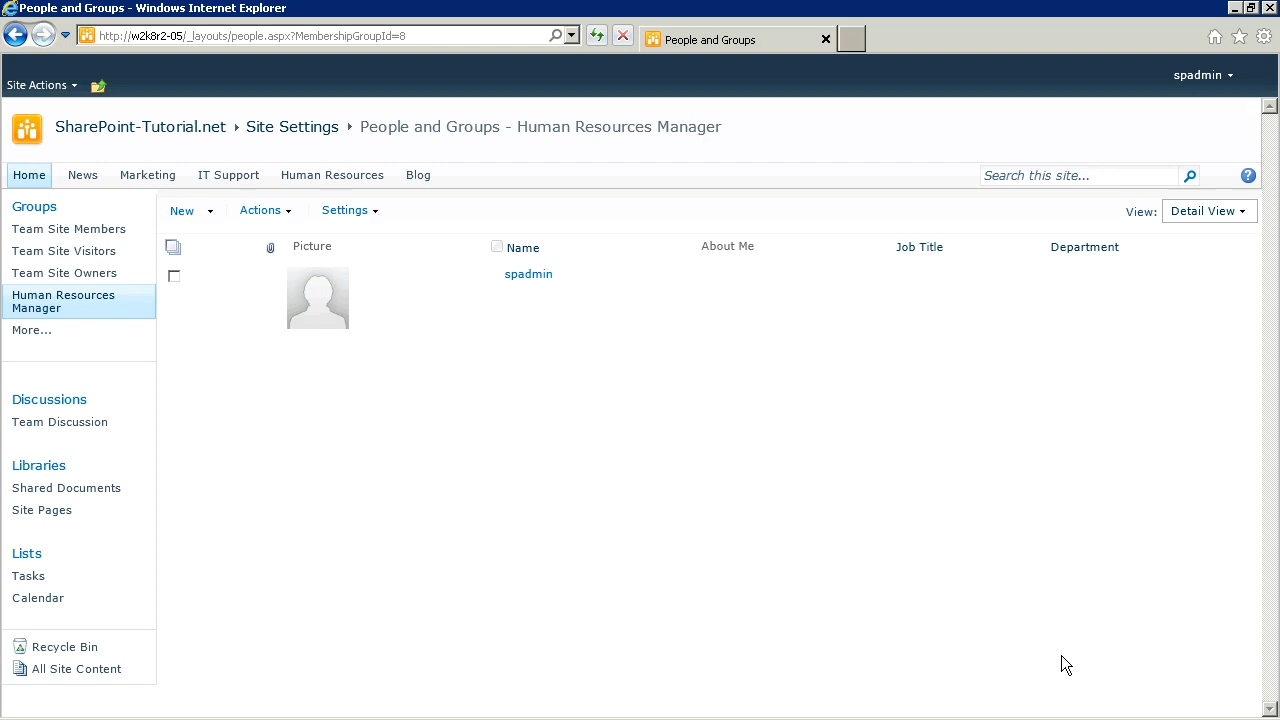 People and Groups - Windows Internet Explorer
http://w2k8r2-05/_layouts/people.aspx?MembershipGroupId=8
People and Groups
Site Actions
spadmin
SharePoint-Tutorial.net Site Settings People and Groups - Human Resources Manager
Home News Marketing IT Support Human Resources Blog
Search this site...
Groups
Team Site Members
Team Site Visitors
Team Site Owners
Human Resources
Manager
More...
Discussions
Team Discussion
Libraries
Shared Documents
Site Pages
Lists
Tasks
Calendar
Recycle Bin
All Site Content
New Actions Settings
View: Detail View
Picture Name About Me Job Title Department
spadmin